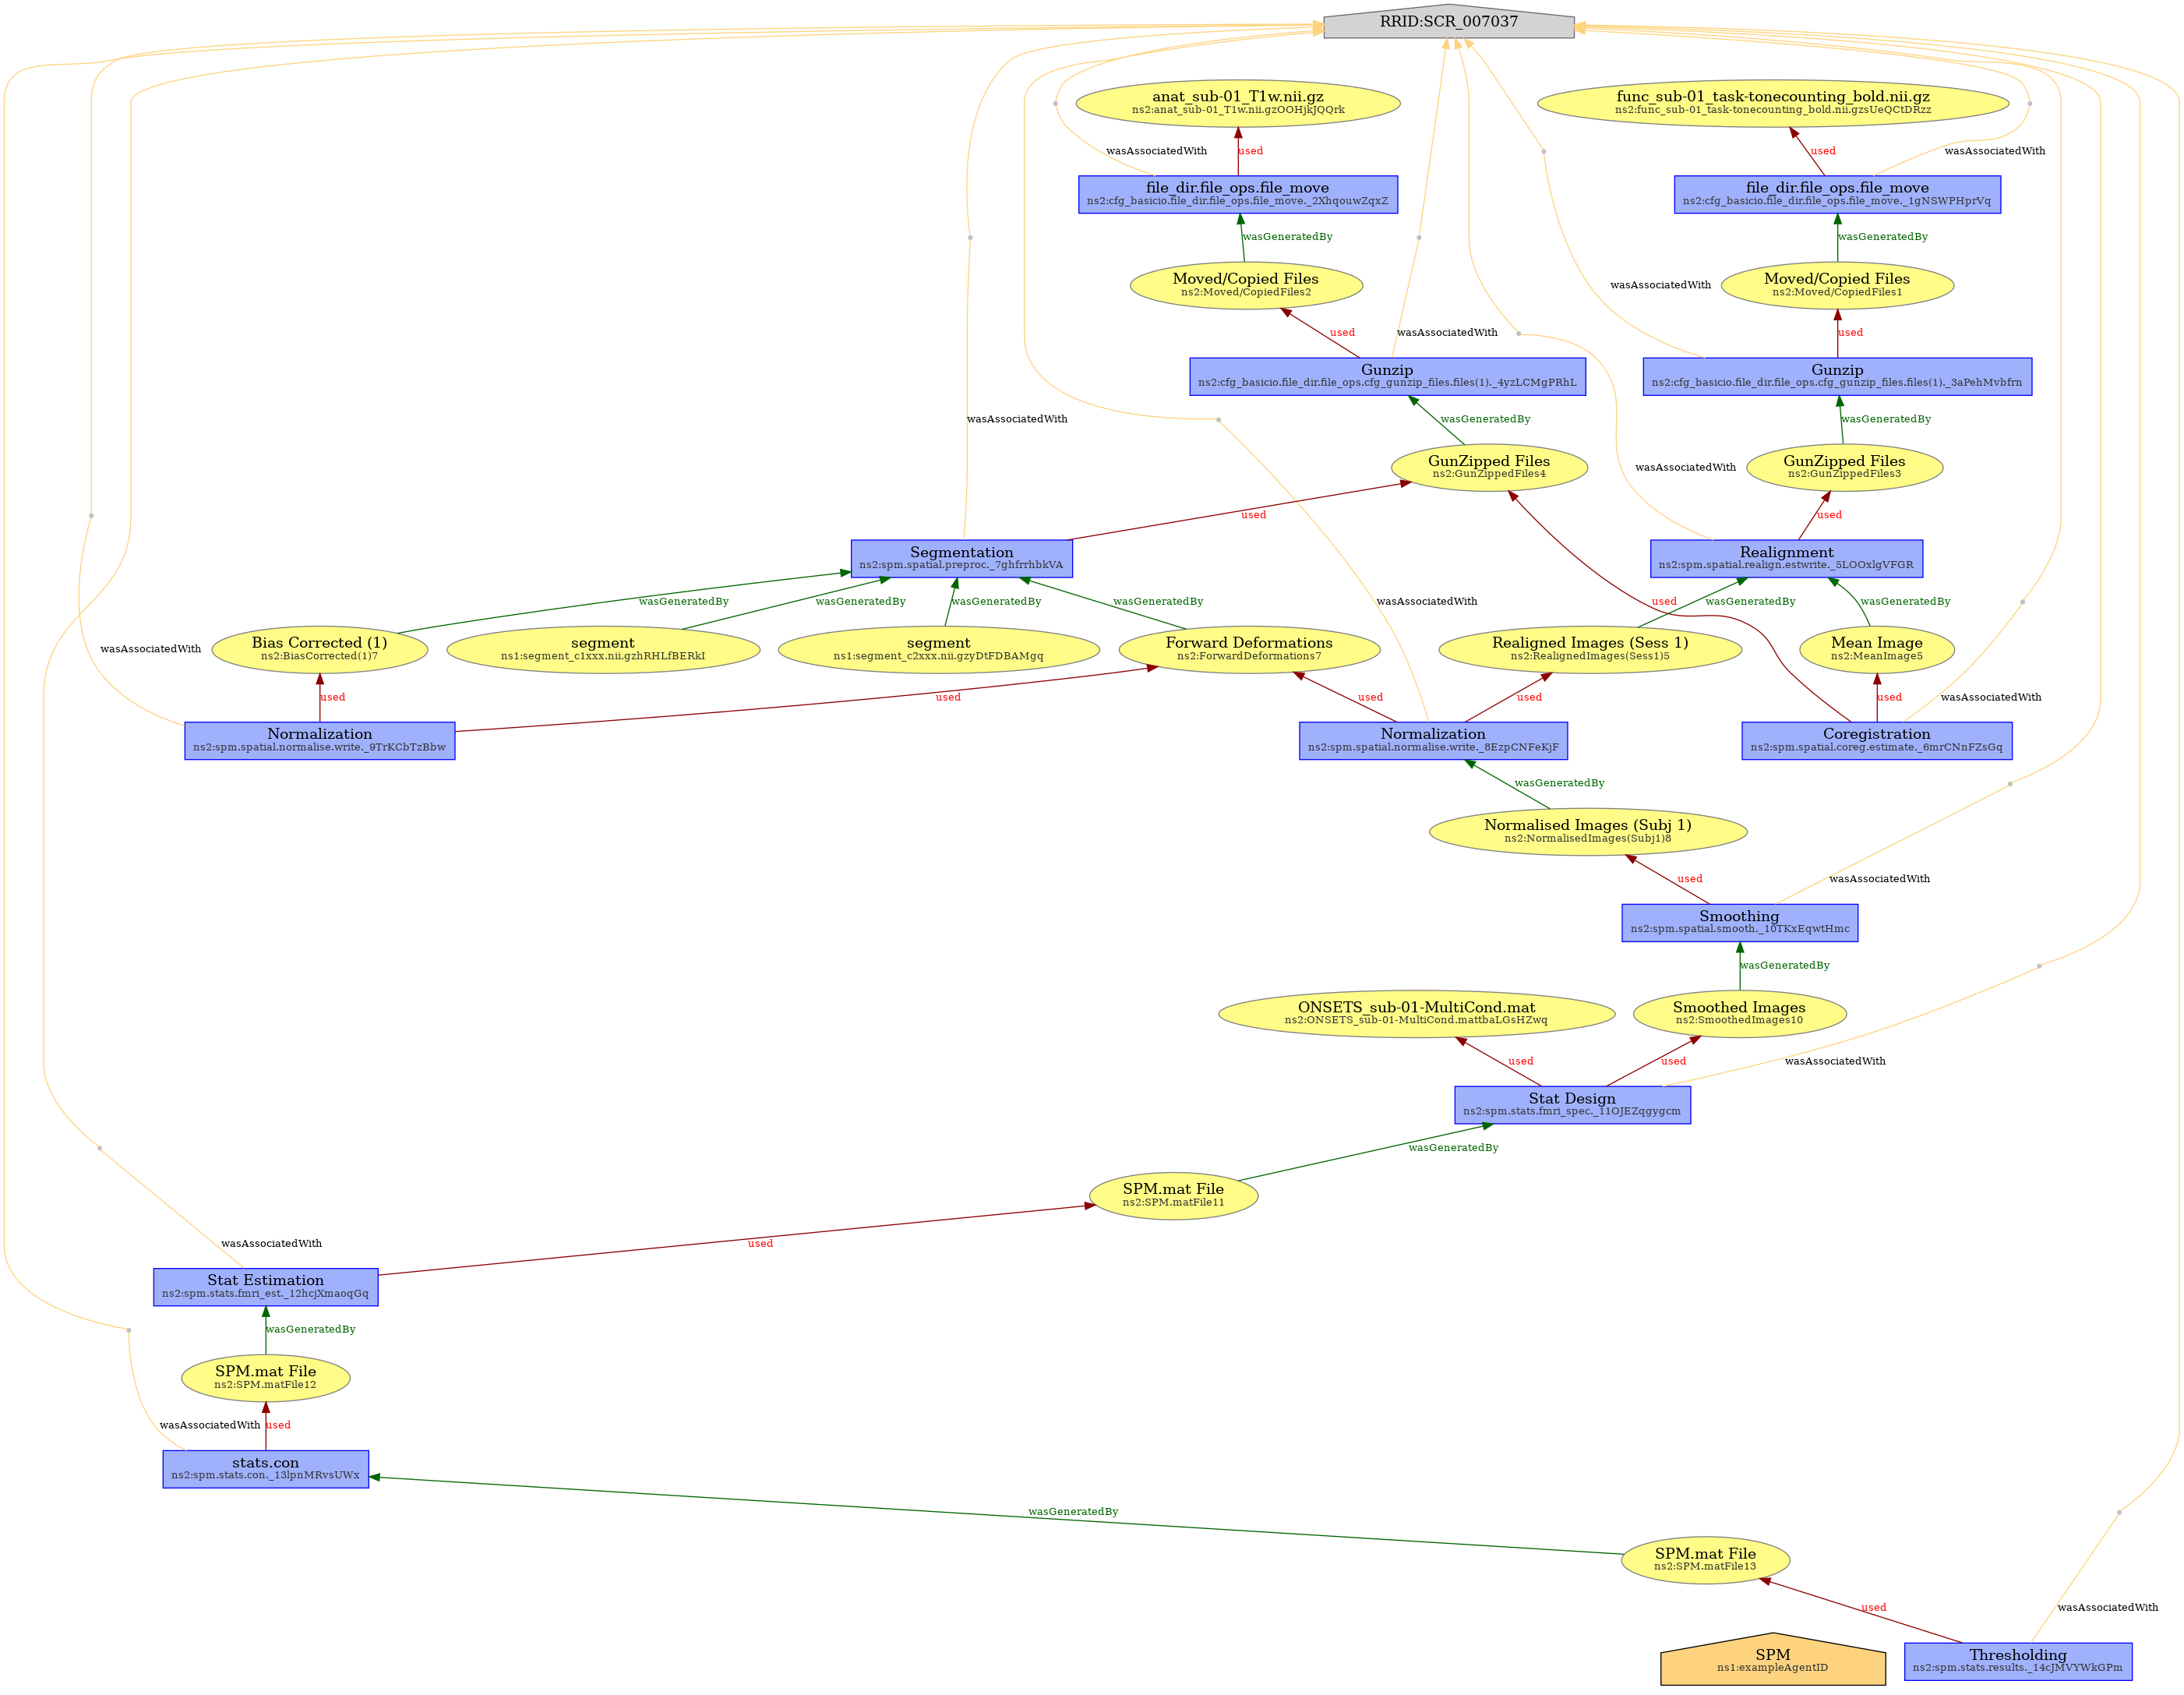 RRID:SCR_007037
anat_sub-01_T1w.nii.gz
ns2:anat_sub-01_T1w.nii.gzOOHjkJQQrk
func_sub-01_task-tonecounting_bold.nii.gz
ns2:func_sub-01_task-tonecounting_bold.nii.gzsUeQCtDRzz
wasAssociatedWith
used
used
wasAssociatedWith
file_dir.file_ops.file_move
ns2:cfg_basicio.file_dir.file_ops.file_move._2XhqouwZqxZ
file_dir.file_ops.file_move
ns2:cfg_basicio.file_dir.file_ops.file_move._1gNSWPHprVq
wasGeneratedBy
wasGeneratedBy
Moved/Copied Files
ns2:Moved/CopiedFiles2
Moved/Copied Files
ns2:Moved/CopiedFiles1
wasAssociatedWith
used
wasAssociatedWith
used
Gunzip
ns2:cfg_basicio.file_dir.file_ops.cfg_gunzip_files.files(1)._4yzLCMgPRhL
Gunzip
ns2:cfg_basicio.file_dir.file_ops.cfg_gunzip_files.files(1)._3aPehMvbfrn
wasAssociatedWith
wasGeneratedBy
wasGeneratedBy
GunZipped Files
ns2:GunZippedFiles4
GunZipped Files
ns2:GunZippedFiles3
wasAssociatedWith
used
used
Segmentation
ns2:spm.spatial.preproc._7ghfrrhbkVA
Realignment
ns2:spm.spatial.realign.estwrite._5LOOxlgVFGR
wasGeneratedBy
wasGeneratedBy
wasGeneratedBy
wasGeneratedBy
wasAssociatedWith
used
wasGeneratedBy
wasGeneratedBy
Bias Corrected (1)
ns2:BiasCorrected(1)7
segment
ns1:segment_c1xxx.nii.gzhRHLfBERkI
segment
ns1:segment_c2xxx.nii.gzyDtFDBAMgq
Forward Deformations
ns2:ForwardDeformations7
Realigned Images (Sess 1)
ns2:RealignedImages(Sess1)5
Mean Image
ns2:MeanImage5
wasAssociatedWith
used
used
used
used
used
wasAssociatedWith
Normalization
ns2:spm.spatial.normalise.write._9TrKCbTzBbw
Normalization
ns2:spm.spatial.normalise.write._8EzpCNFeKjF
Coregistration
ns2:spm.spatial.coreg.estimate._6mrCNnFZsGq
wasGeneratedBy
Normalised Images (Subj 1)
ns2:NormalisedImages(Subj1)8
used
wasAssociatedWith
Smoothing
ns2:spm.spatial.smooth._10TKxEqwtHmc
wasGeneratedBy
ONSETS_sub-01-MultiCond.mat
ns2:ONSETS_sub-01-MultiCond.mattbaLGsHZwq
Smoothed Images
ns2:SmoothedImages10
used
used
wasAssociatedWith
Stat Design
ns2:spm.stats.fmri_spec._11OJEZqgygcm
wasGeneratedBy
SPM.mat File
ns2:SPM.matFile11
wasAssociatedWith
used
Stat Estimation
ns2:spm.stats.fmri_est._12hcjXmaoqGq
wasGeneratedBy
SPM.mat File
ns2:SPM.matFile12
wasAssociatedWith
used
stats.con
ns2:spm.stats.con._13lpnMRvsUWx
wasGeneratedBy
SPM.mat File
ns2:SPM.matFile13
used
wasAssociatedWith
SPM
ns1:exampleAgentID
Thresholding
ns2:spm.stats.results._14cJMVYWkGPm